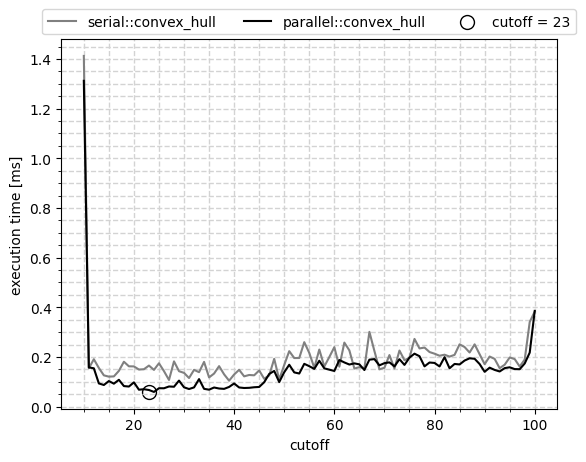 serial::convex_hull parallel::convex_hull cutoff = 23
1.4
1.2
1.0
0.8
0.6
0.4
0.2
0.0
execution time [ms]
20 40 60 80 100
cutoff